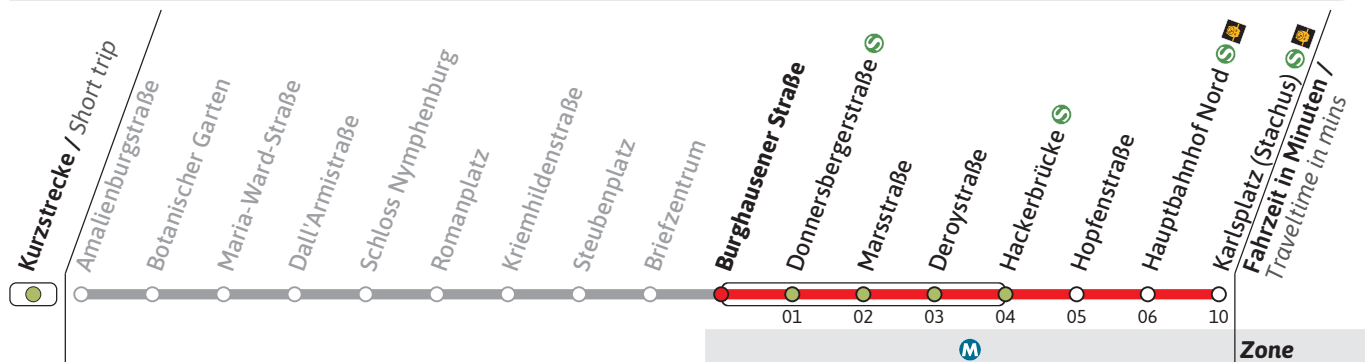 Kurzstrecke / Short trip
Amalienburgstraße
Botanischer Garten
Maria-Ward-Straße
Dall'Armistraße
Schloss Nymphenburg
Romanplatz
Kriemhildenstraße
Steubenplatz
Briefzentrum
Burghausener Straße
Donnersbergerstraße S
Marsstraße
Deroystraße
Hackerbrücke S
Hopfenstraße
Hauptbahnhof Nord S
Karlsplatz (Stachus) S
Fahrzeit in Minuten /
Traveltime in mins
01 02 03 04 05 06 10
M Zone